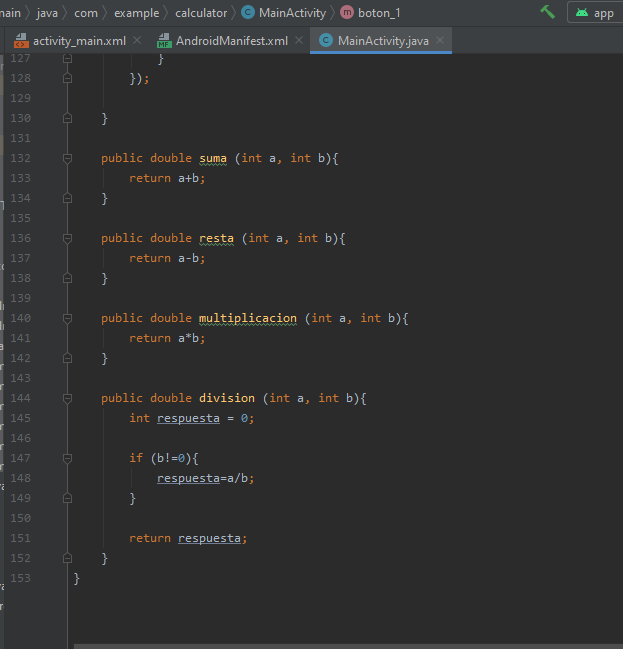 main › java › com › example › calculator › MainActivity › boton_1 app
activity_main.xml AndroidManifest.xml MainActivity.java
127 }
128 });
129
130 }
131
132 public double suma (int a, int b){
133 return a+b;
134 }
135
136 public double resta (int a, int b){
137 return a-b;
138 }
139
140 public double multiplicacion (int a, int b){
141 return a*b;
142 }
143
144 public double division (int a, int b){
145 int respuesta = 0;
146
147 if (b!=0){
148 respuesta=a/b;
149 }
150
151 return respuesta;
152 }
153 }